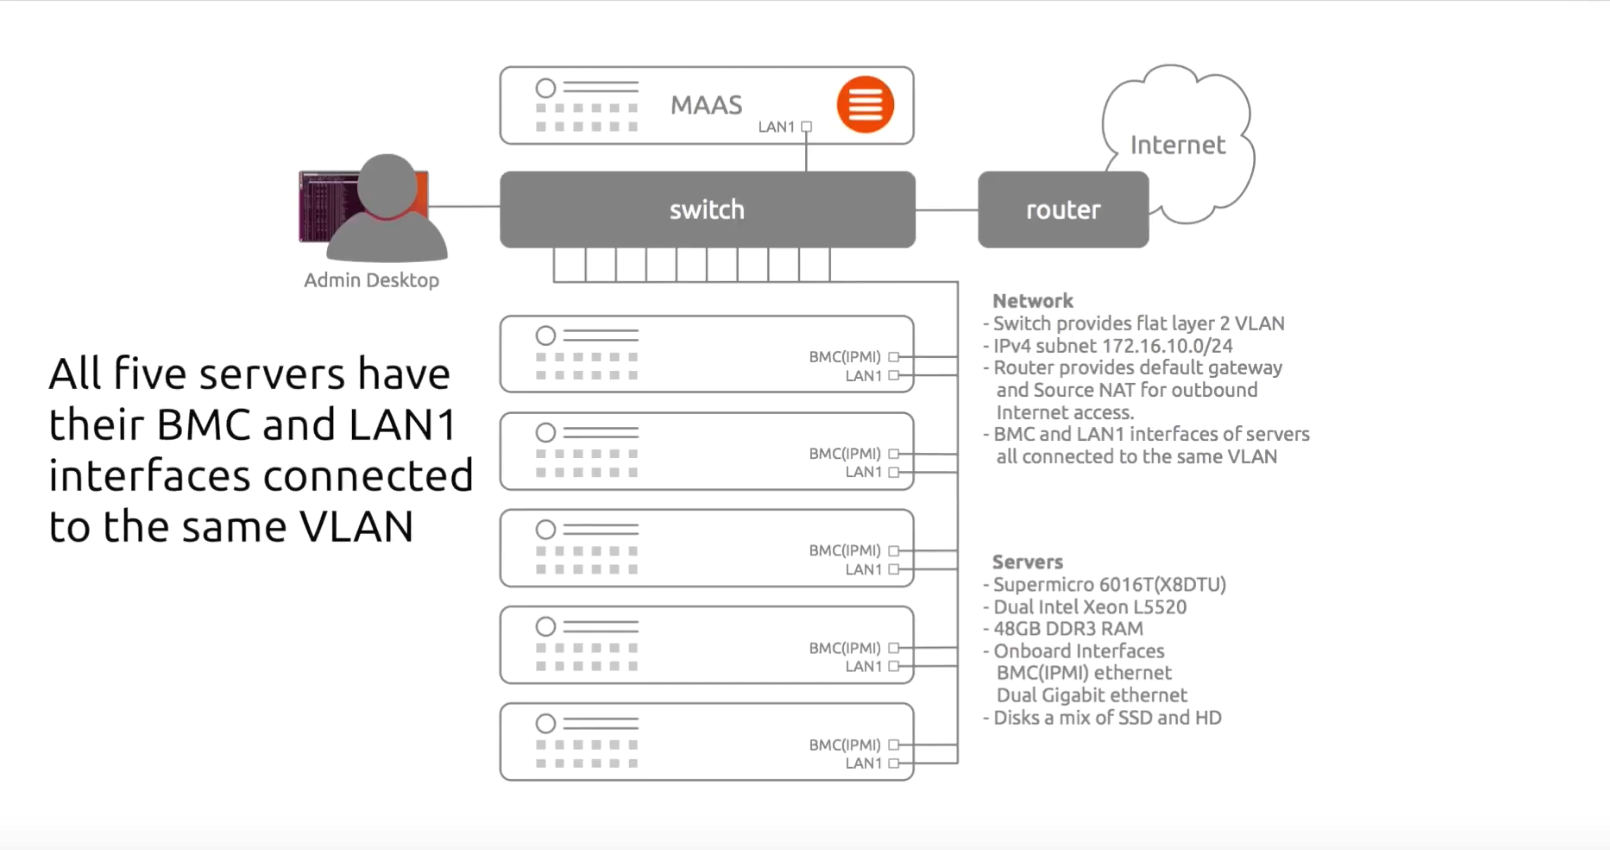 MAAS
LAN1
Internet
switch
router
Admin Desktop
All five servers have
their BMC and LAN1
interfaces connected
to the same VLAN
BMC(IPMI)
LAN1
BMC(IPMI)
LAN1
BMC(IPMI)
LAN1
BMC(IPMI)
LAN1
BMC(IPMI)
LAN1
Network
- Switch provides flat layer 2 VLAN
- IPv4 subnet 172.16.10.0/24
- Router provides default gateway
and Source NAT for outbound
Internet access.
- BMC and LAN1 interfaces of servers
all connected to the same VLAN
Servers
- Supermicro 6016T(X8DTU)
- Dual Intel Xeon L5520
- 48GB DDR3 RAM
- Onboard Interfaces
BMC(IPMI) ethernet
Dual Gigabit ethernet
- Disks a mix of SSD and HD